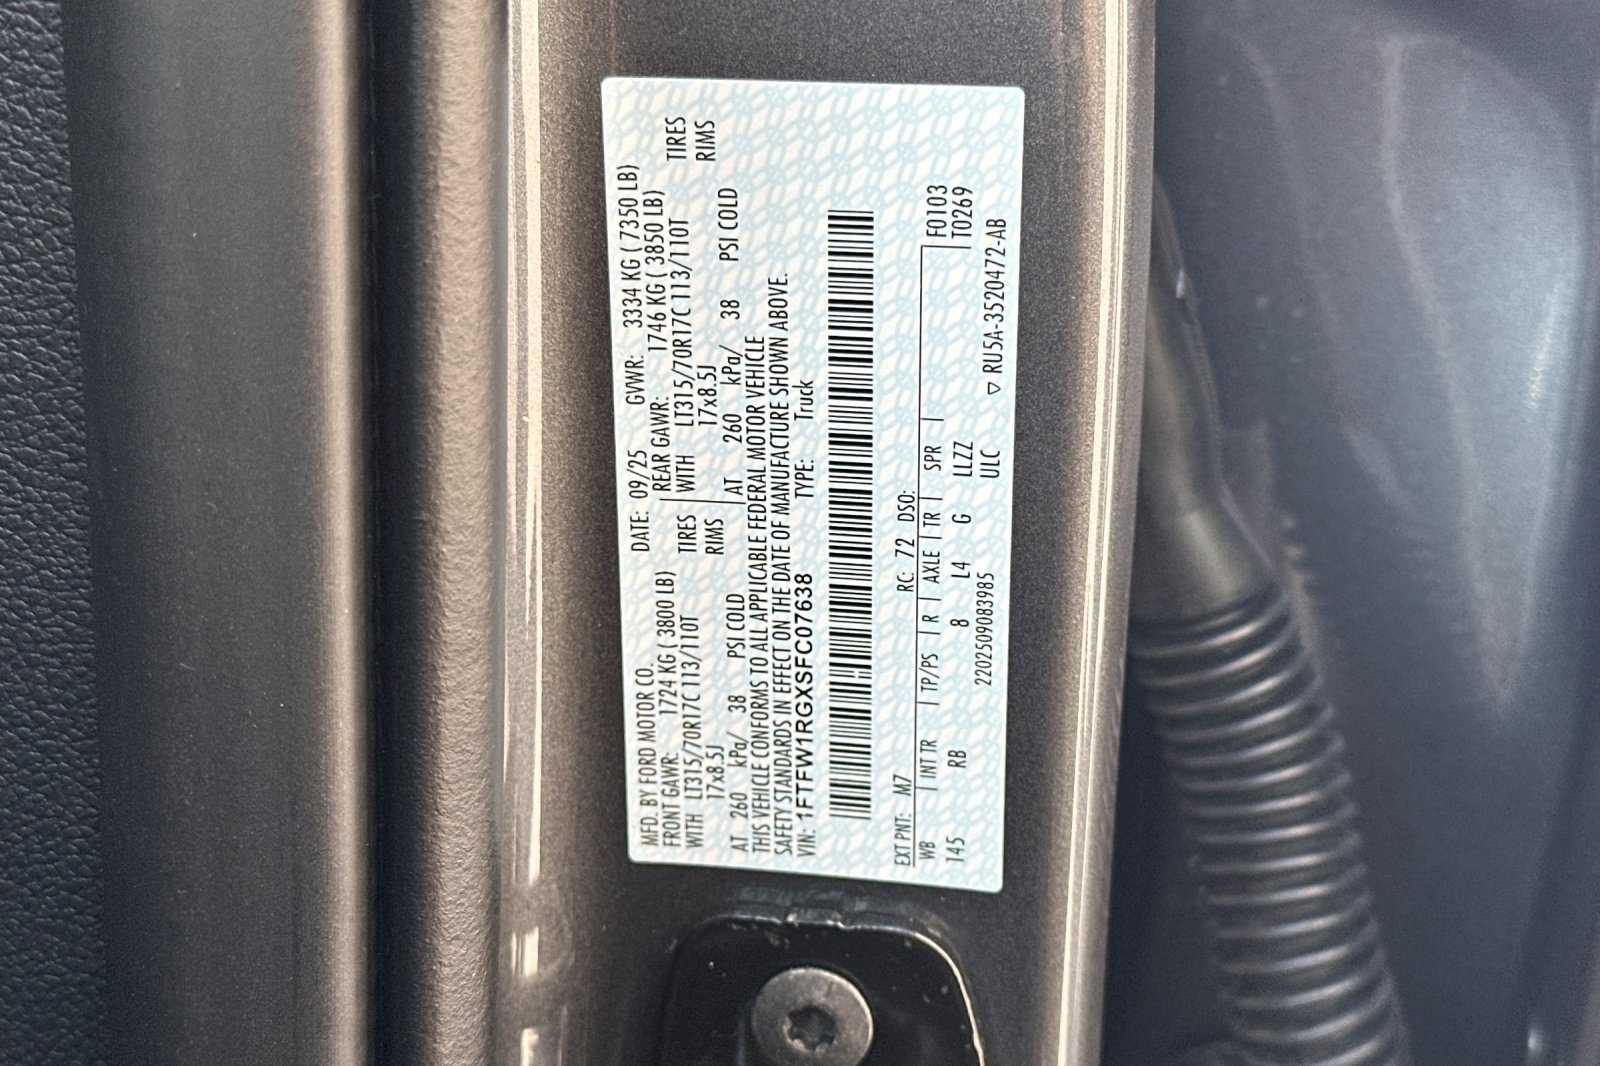 MFD. BY FORD MOTOR CO. DATE: 09/25 GVWR: 3334 KG ( 7350 LB)
FRONT GAWR: 1724 KG ( 3800 LB) REAR GAWR: 1746 KG ( 3850 LB)
WITH LT315/70R17C 113/110T TIRES WITH LT315/70R17C 113/110T TIRES
17x8.5J RIMS 17x8.5J RIMS
AT 260 kPa/ 38 PSI COLD AT 260 kPa/ 38 PSI COLD
THIS VEHICLE CONFORMS TO ALL APPLICABLE FEDERAL MOTOR VEHICLE
SAFETY STANDARDS IN EFFECT ON THE DATE OF MANUFACTURE SHOWN ABOVE.
VIN: 1FTFW1RGXSFC07638 TYPE: Truck
EXT PNT: M7 RC: 72 DSO:
WB INT TR TP/PS R AXLE TR SPR F0103
145 RB 8 L4 G LLZZ T0269
2202509083985 ULC ▽ RU5A-3520472-AB